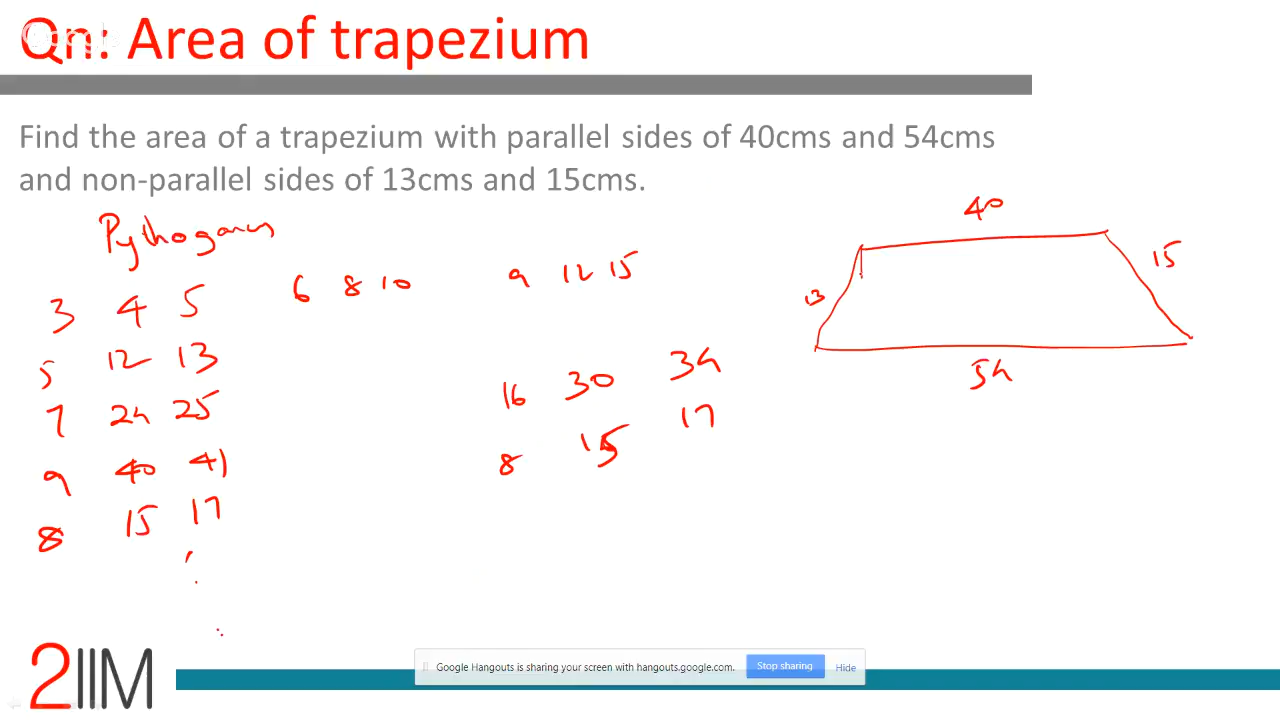 Google
Qn: Area of trapezium
Find the area of a trapezium with parallel sides of 40cms and 54cms
and non-parallel sides of 13cms and 15cms.
Pythogaras
3 4 5
6 8 10
9 12 15
5 12 13
7 24 25
9 40 41
8 15 17
16 30 34
8 15 17
40
13
15
54
2IIM
Google Hangouts is sharing your screen with hangouts.google.com.
Stop sharing
Hide